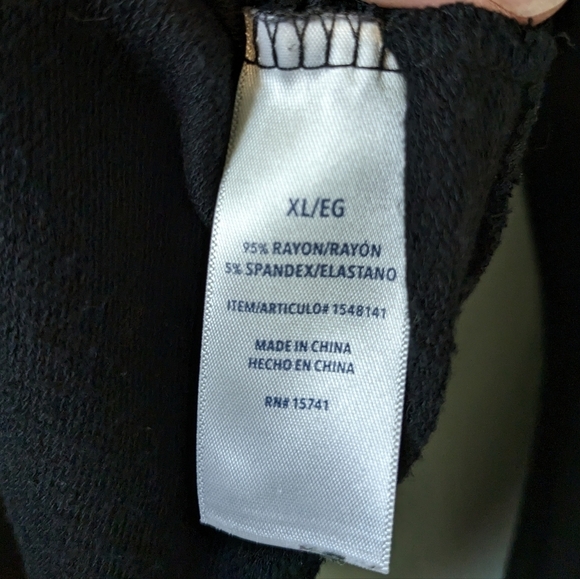 XL/EG
95% RAYON/RAYÓN
5% SPANDEX/ELASTANO
ITEM/ARTICULO# 1548141
MADE IN CHINA
HECHO EN CHINA
RN# 15741